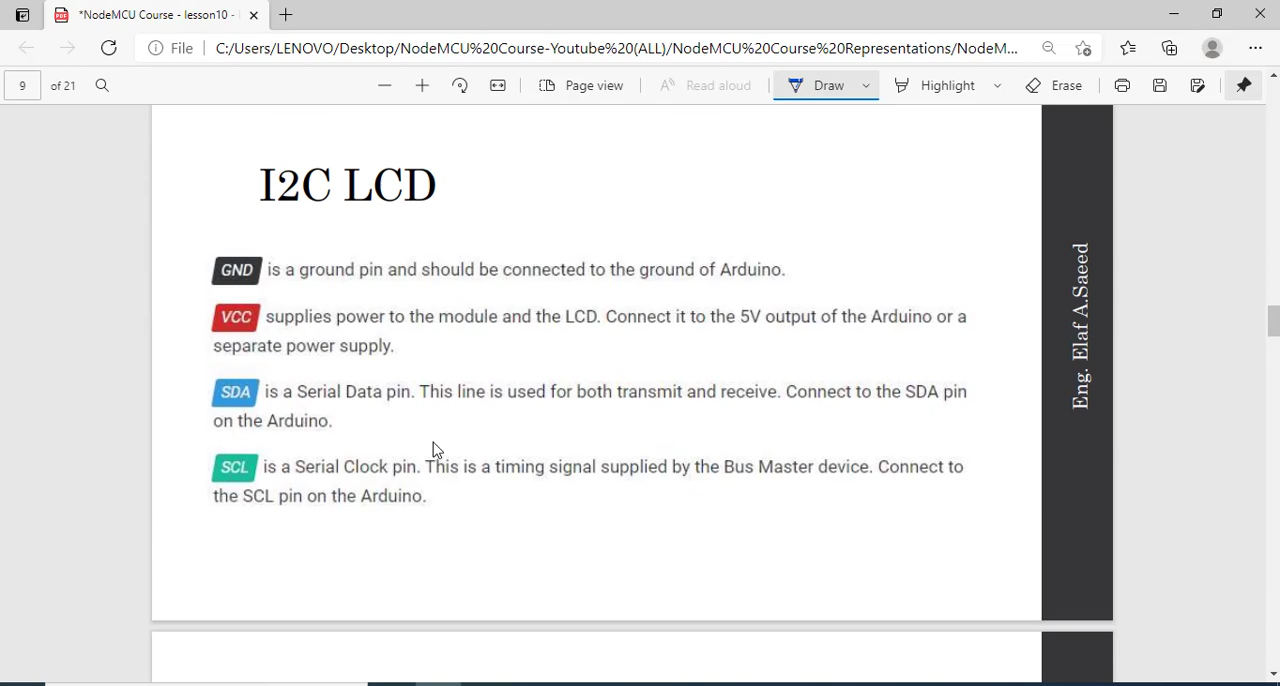 *NodeMCU Course - lesson10 -
File
C:/Users/LENOVO/Desktop/NodeMCU%20Course-Youtube%20(ALL)/NodeMCU%20Course%20Representations/NodeM...
9 of 21
Page view
Read aloud
Draw
Highlight
Erase
I2C LCD
GND is a ground pin and should be connected to the ground of Arduino.
VCC supplies power to the module and the LCD. Connect it to the 5V output of the Arduino or a
separate power supply.
SDA is a Serial Data pin. This line is used for both transmit and receive. Connect to the SDA pin
on the Arduino.
SCL is a Serial Clock pin. This is a timing signal supplied by the Bus Master device. Connect to
the SCL pin on the Arduino.
Eng. Elaf A.Saeed